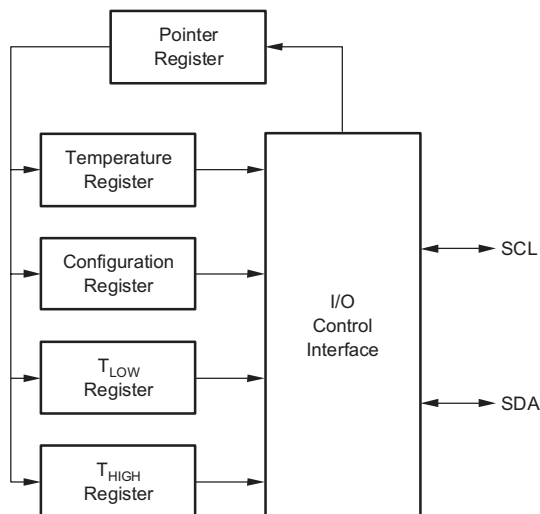 Pointer
Register
Temperature
Register
Configuration
Register
I/O
Control
Interface
SCL
T_LOW
Register
SDA
T_HIGH
Register